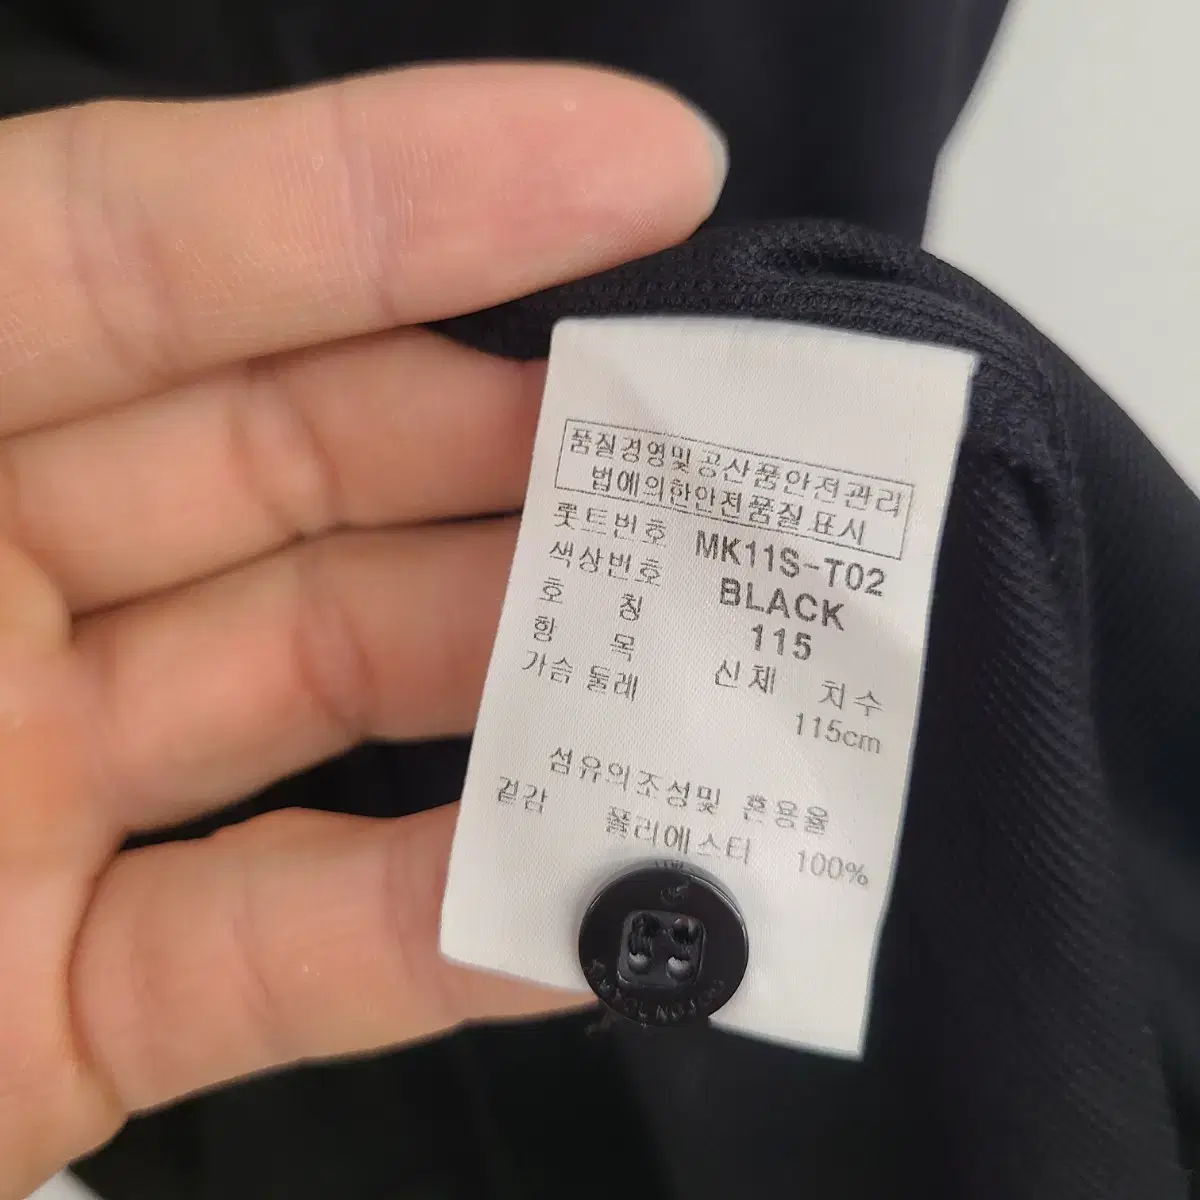 품질경영및 공산품안전관리
법에의한안전품질표시
롯트번호 MK11S-T02
색상번호 BLACK
호 칭 115
항 목 신체 치수
가슴둘레 115cm
섬유의조성및 혼용율
겉감 폴리에스터 100%